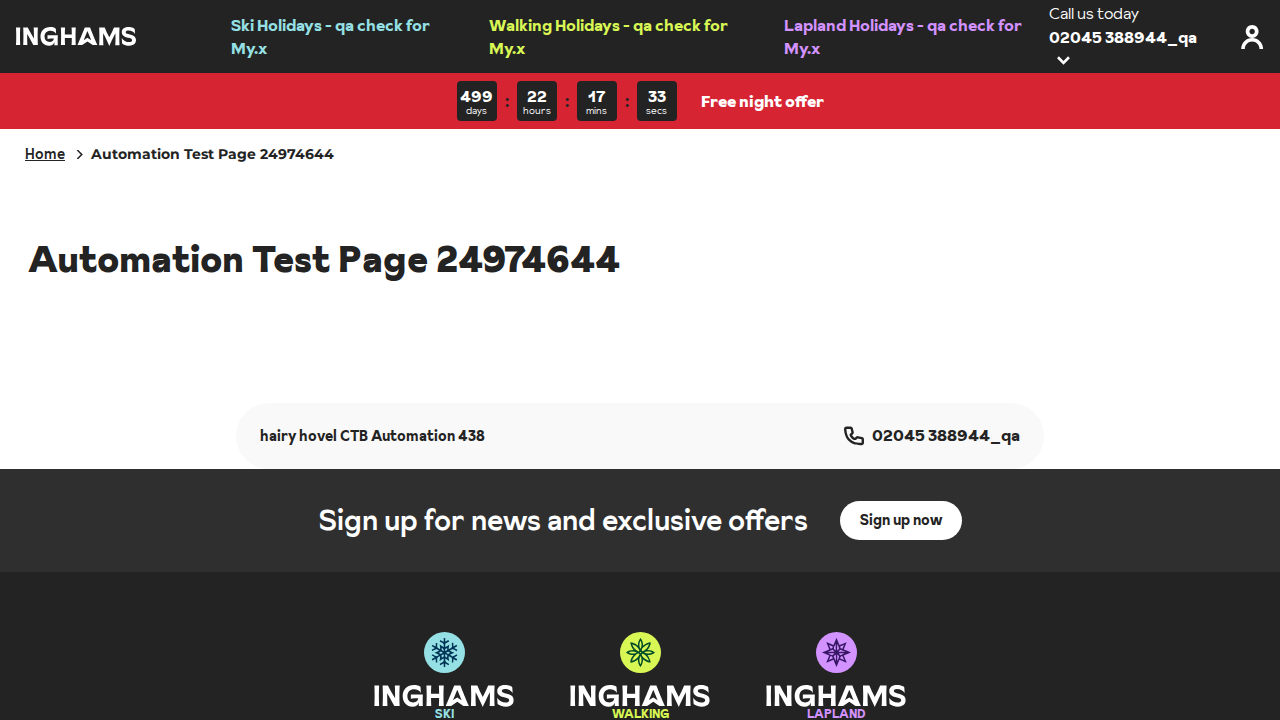 INGHAMS
Ski Holidays - qa check for
My.x
Walking Holidays - qa check for
My.x
Lapland Holidays - qa check for
My.x
Call us today
02045 388944_qa
499 : 22 : 17 : 33
days hours mins secs
Free night offer
Home > Automation Test Page 24974644
Automation Test Page 24974644
hairy hovel CTB Automation 438
02045 388944_qa
Sign up for news and exclusive offers
Sign up now
INGHAMS INGHAMS INGHAMS
SKI WALKING LAPLAND